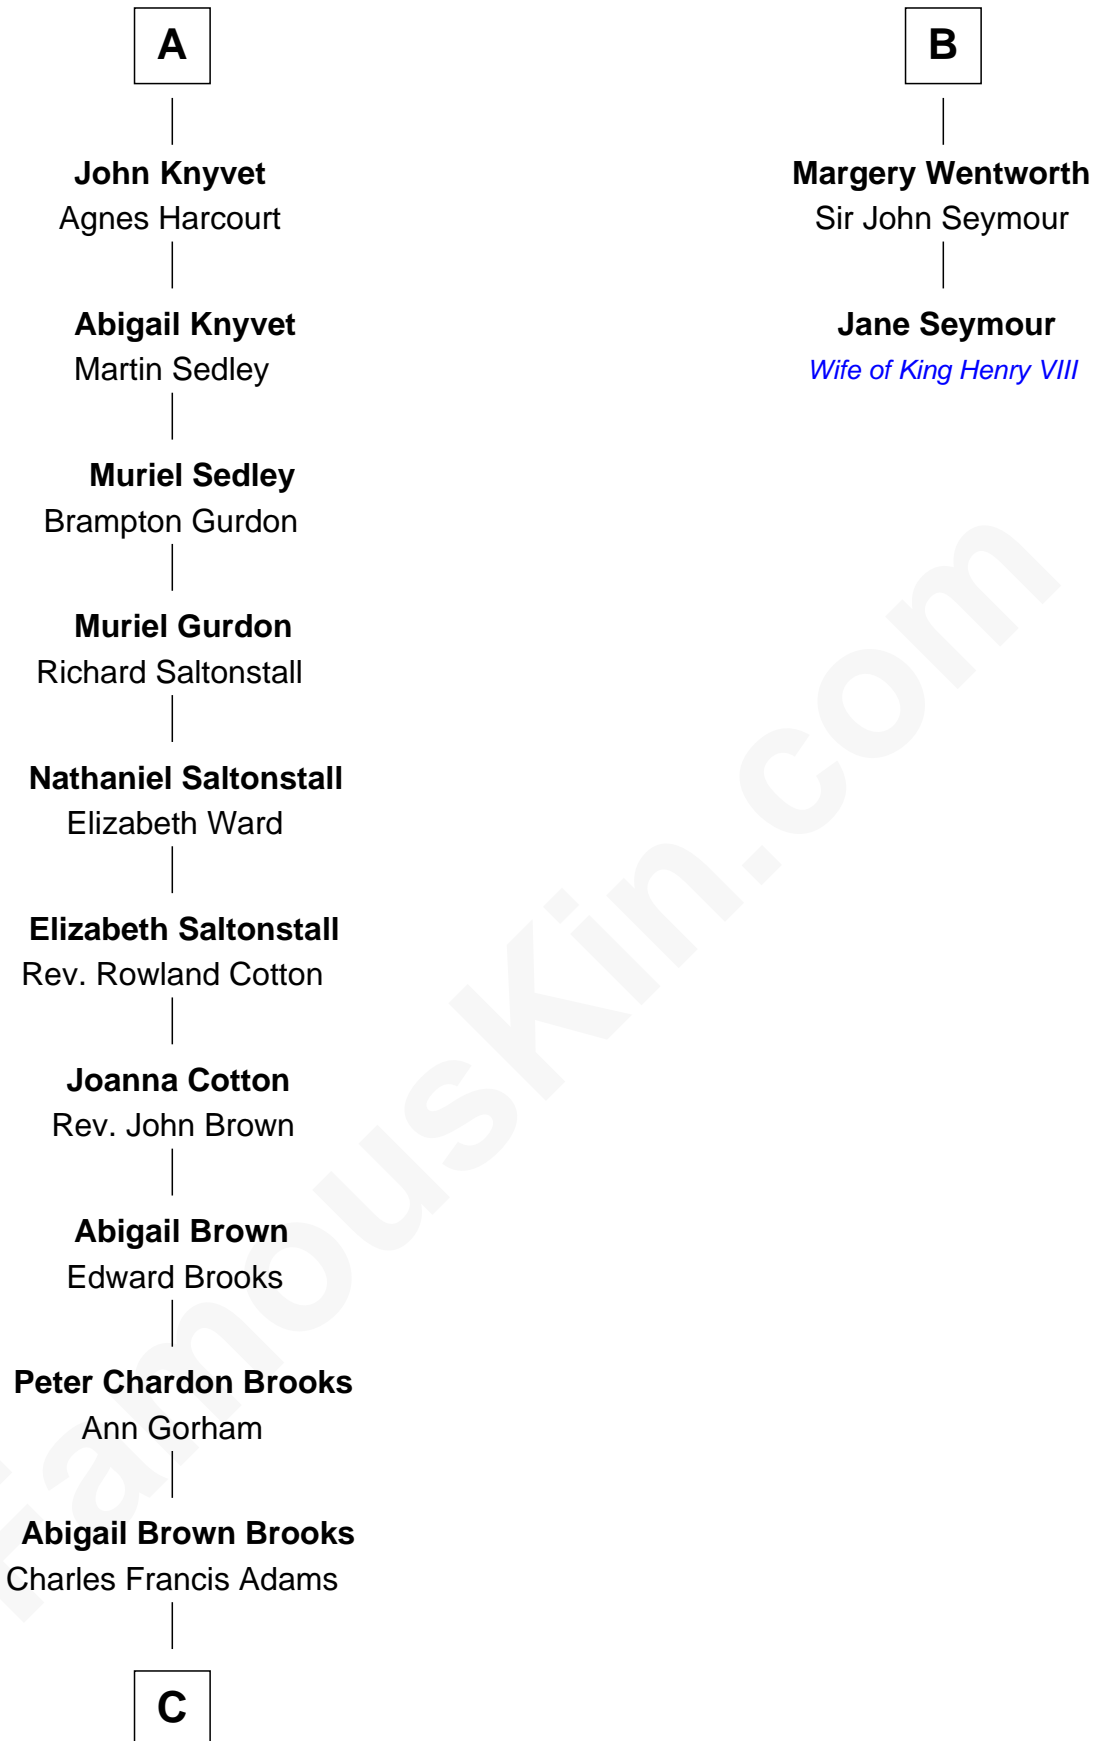 A
John Knyvet
Agnes Harcourt
Abigail Knyvet
Martin Sedley
Muriel Sedley
Brampton Gurdon
Muriel Gurdon
Richard Saltonstall
Nathaniel Saltonstall
Elizabeth Ward
Elizabeth Saltonstall
Rev. Rowland Cotton
Joanna Cotton
Rev. John Brown
Abigail Brown
Edward Brooks
Peter Chardon Brooks
Ann Gorham
Abigail Brown Brooks
Charles Francis Adams
C
B
Margery Wentworth
Sir John Seymour
Jane Seymour
Wife of King Henry VIII
FamousKin.com